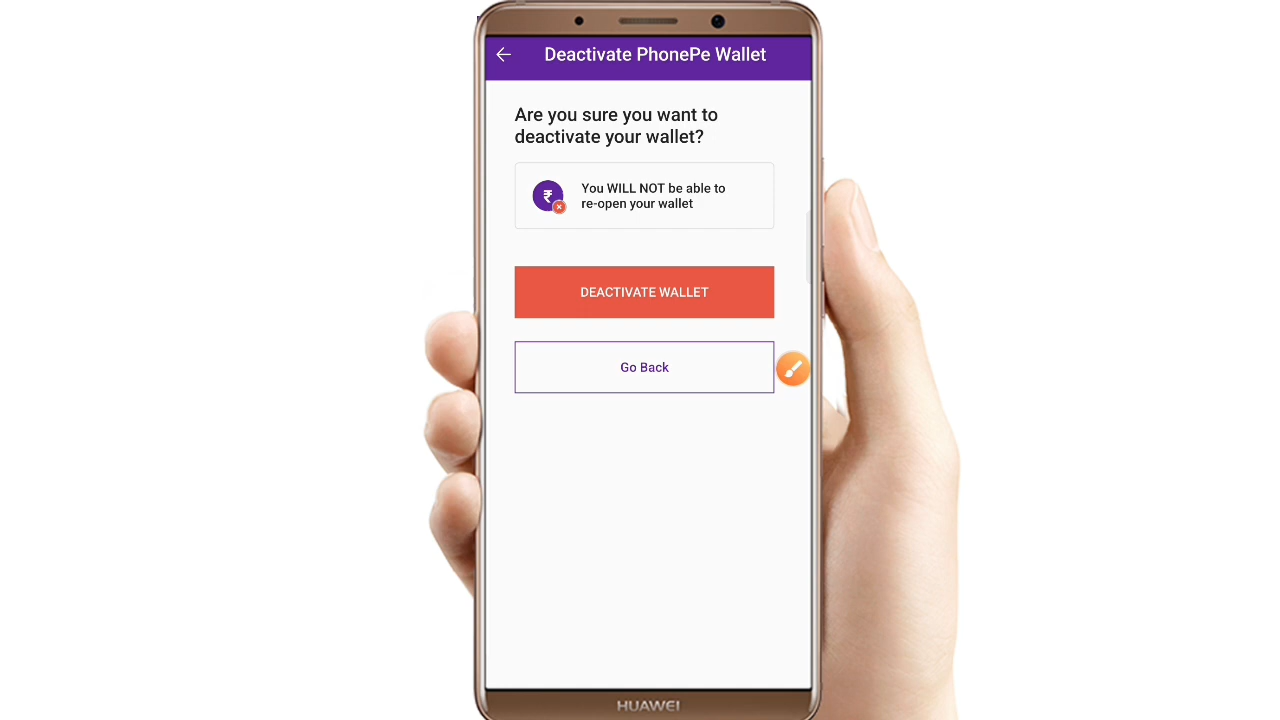 Deactivate PhonePe Wallet
Are you sure you want to
deactivate your wallet?
₹
You WILL NOT be able to
re-open your wallet
DEACTIVATE WALLET
Go Back
HUAWEI